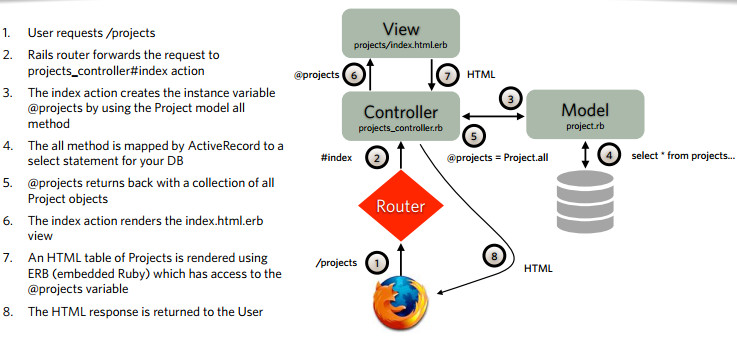 1. User requests /projects
2. Rails router forwards the request to
projects_controller#index action
3. The index action creates the instance variable
@projects by using the Project model all
method
4. The all method is mapped by ActiveRecord to a
select statement for your DB
5. @projects returns back with a collection of all
Project objects
6. The index action renders the index.html.erb
view
7. An HTML table of Projects is rendered using
ERB (embedded Ruby) which has access to the
@projects variable
8. The HTML response is returned to the User
View
projects/index.html.erb
@projects 6
7 HTML
Controller
projects_controller.rb
3
5
Model
project.rb
#index 2
@projects = Project.all
4 select * from projects...
Router
/projects 1
8
HTML